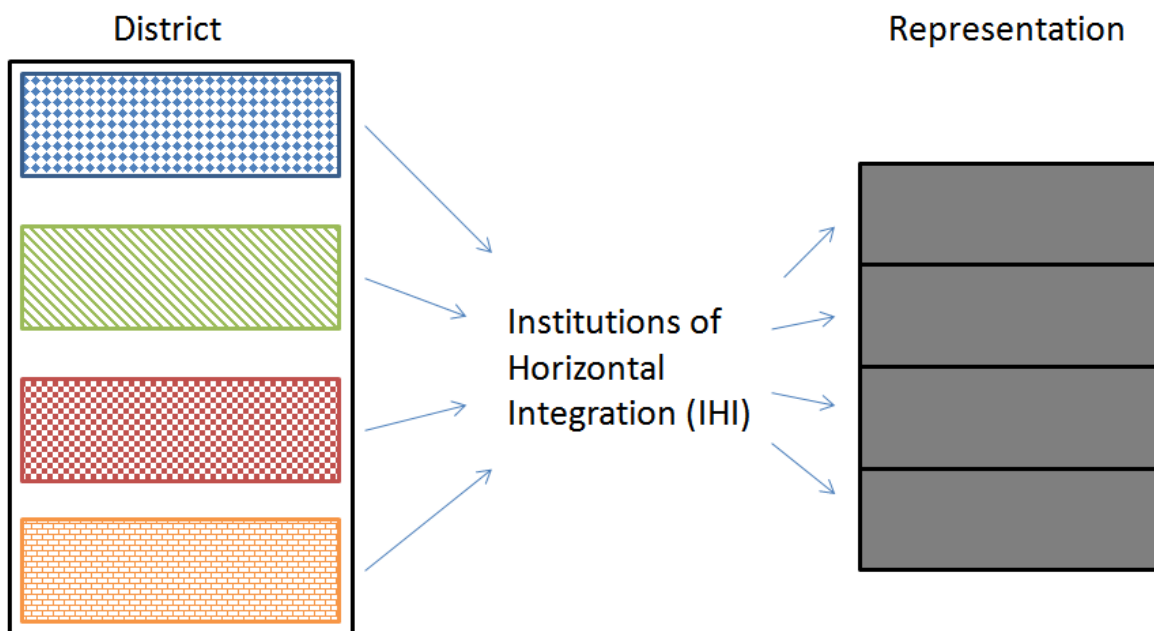 District
Representation
Institutions of
Horizontal
Integration (IHI)